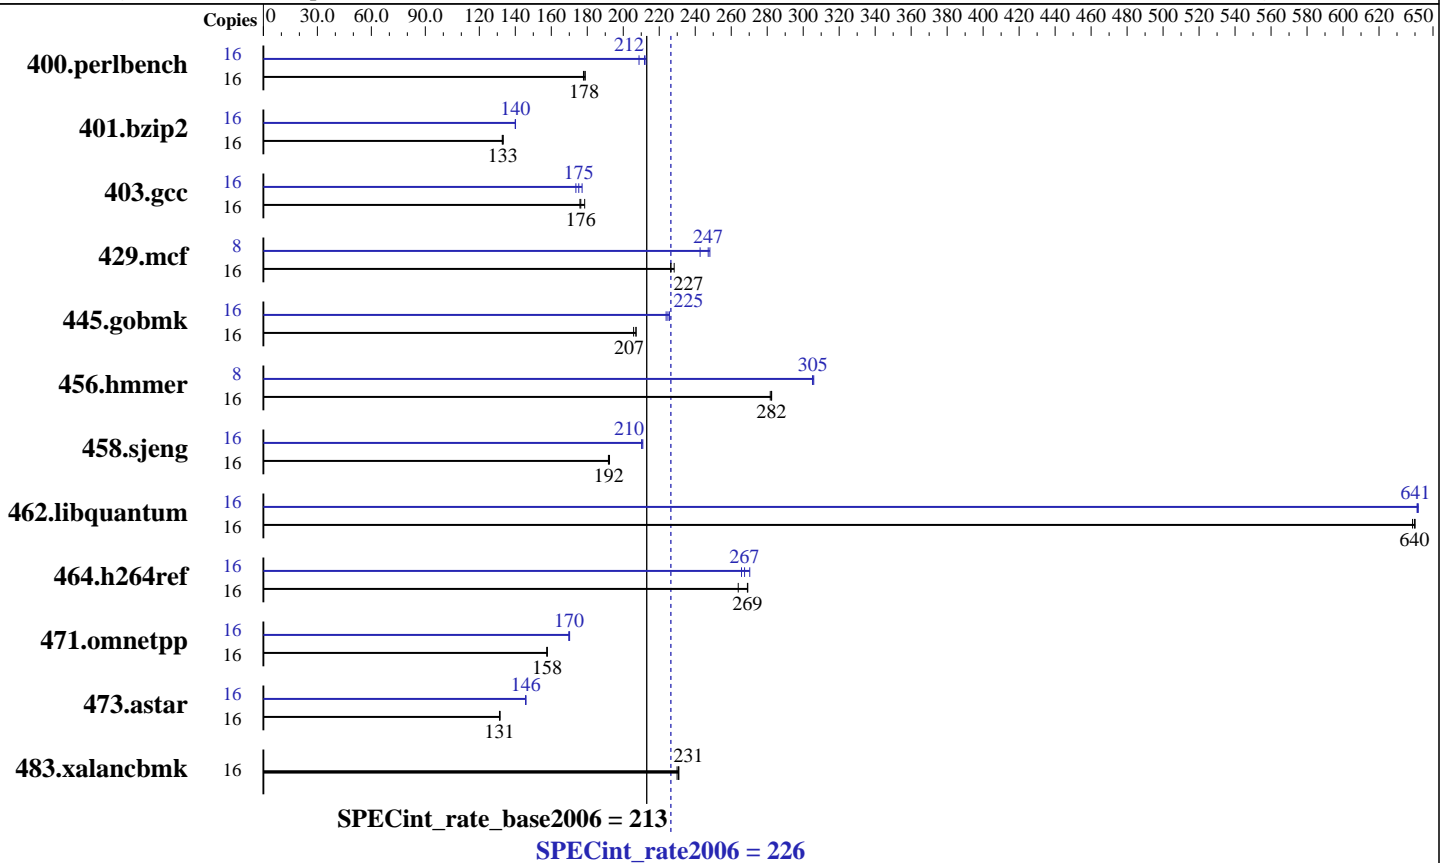 Copies 0 30.0 60.0 90.0 120 140 160 180 200 220 240 260 280 300 320 340 360 380 400 420 440 460 480 500 520 540 560 580 600 620 650
400.perlbench 16 212
16 178
401.bzip2 16 140
16 133
403.gcc 16 175
16 176
429.mcf 8 247
16 227
445.gobmk 16 225
16 207
456.hmmer 8 305
16 282
458.sjeng 16 210
16 192
462.libquantum 16 641
16 640
464.h264ref 16 267
16 269
471.omnetpp 16 170
16 158
473.astar 16 146
16 131
483.xalancbmk 16 231
SPECint_rate_base2006 = 213
SPECint_rate2006 = 226